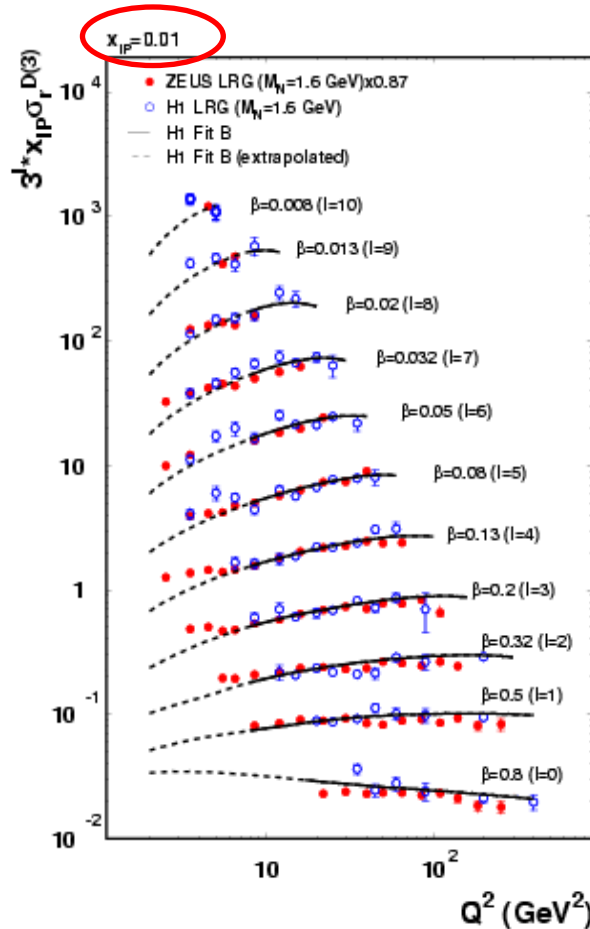 x_IP=0.01
3^l*x_IP σ_r^D(3)
10^4
10^3
10^2
10
1
10^-1
10^-2
ZEUS LRG (M_N=1.6 GeV)x0.87
H1 LRG (M_N=1.6 GeV)
H1 Fit B
H1 Fit B (extrapolated)
β=0.008 (l=10)
β=0.013 (l=9)
β=0.02 (l=8)
β=0.032 (l=7)
β=0.05 (l=6)
β=0.08 (l=5)
β=0.13 (l=4)
β=0.2 (l=3)
β=0.32 (l=2)
β=0.5 (l=1)
β=0.8 (l=0)
10
10^2
Q^2 (GeV^2)